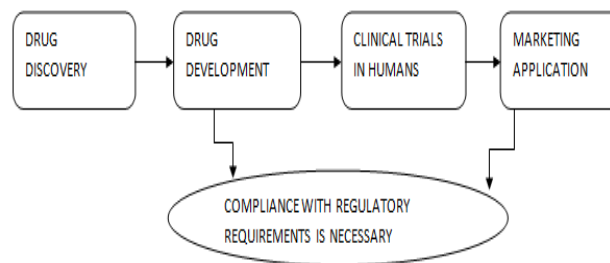 DRUG
DISCOVERY
DRUG
DEVELOPMENT
CLINICAL TRIALS
IN HUMANS
MARKETING
APPLICATION
COMPLIANCE WITH REGULATORY
REQUIREMENTS IS NECESSARY